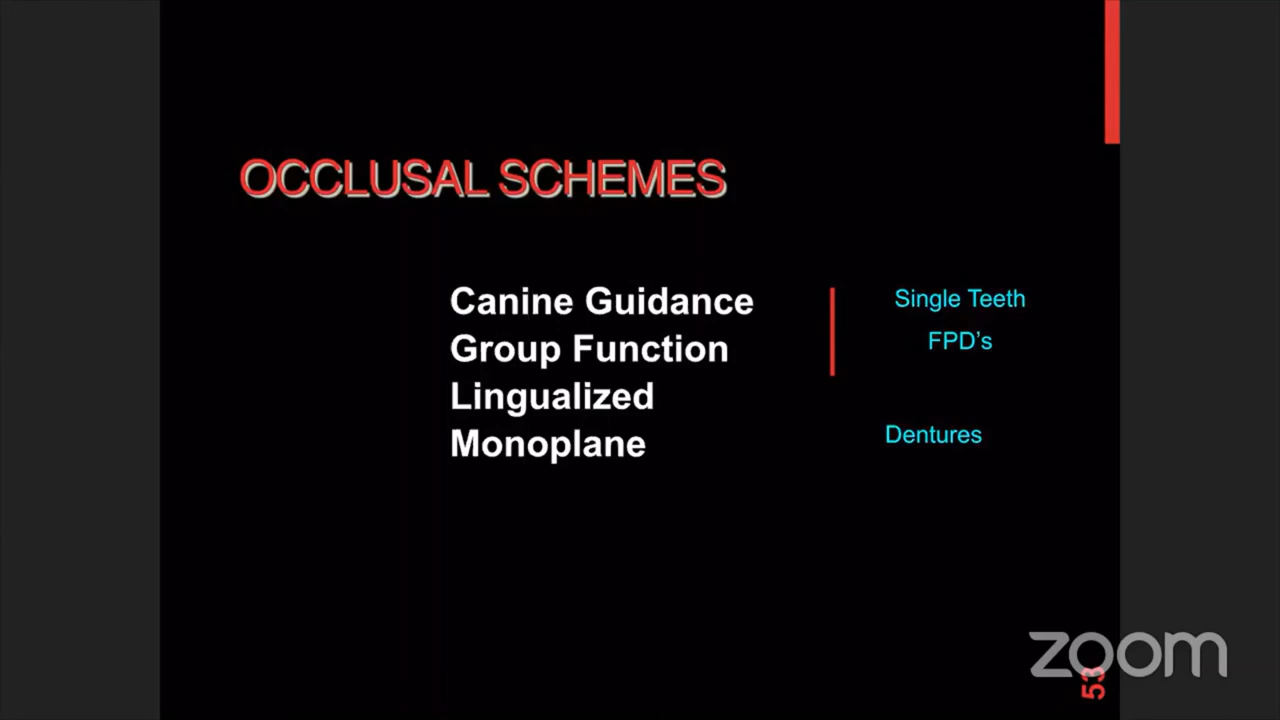 OCCLUSAL SCHEMES
Canine Guidance
Group Function
Lingualized
Monoplane
Single Teeth
FPD's
Dentures
zoom
53